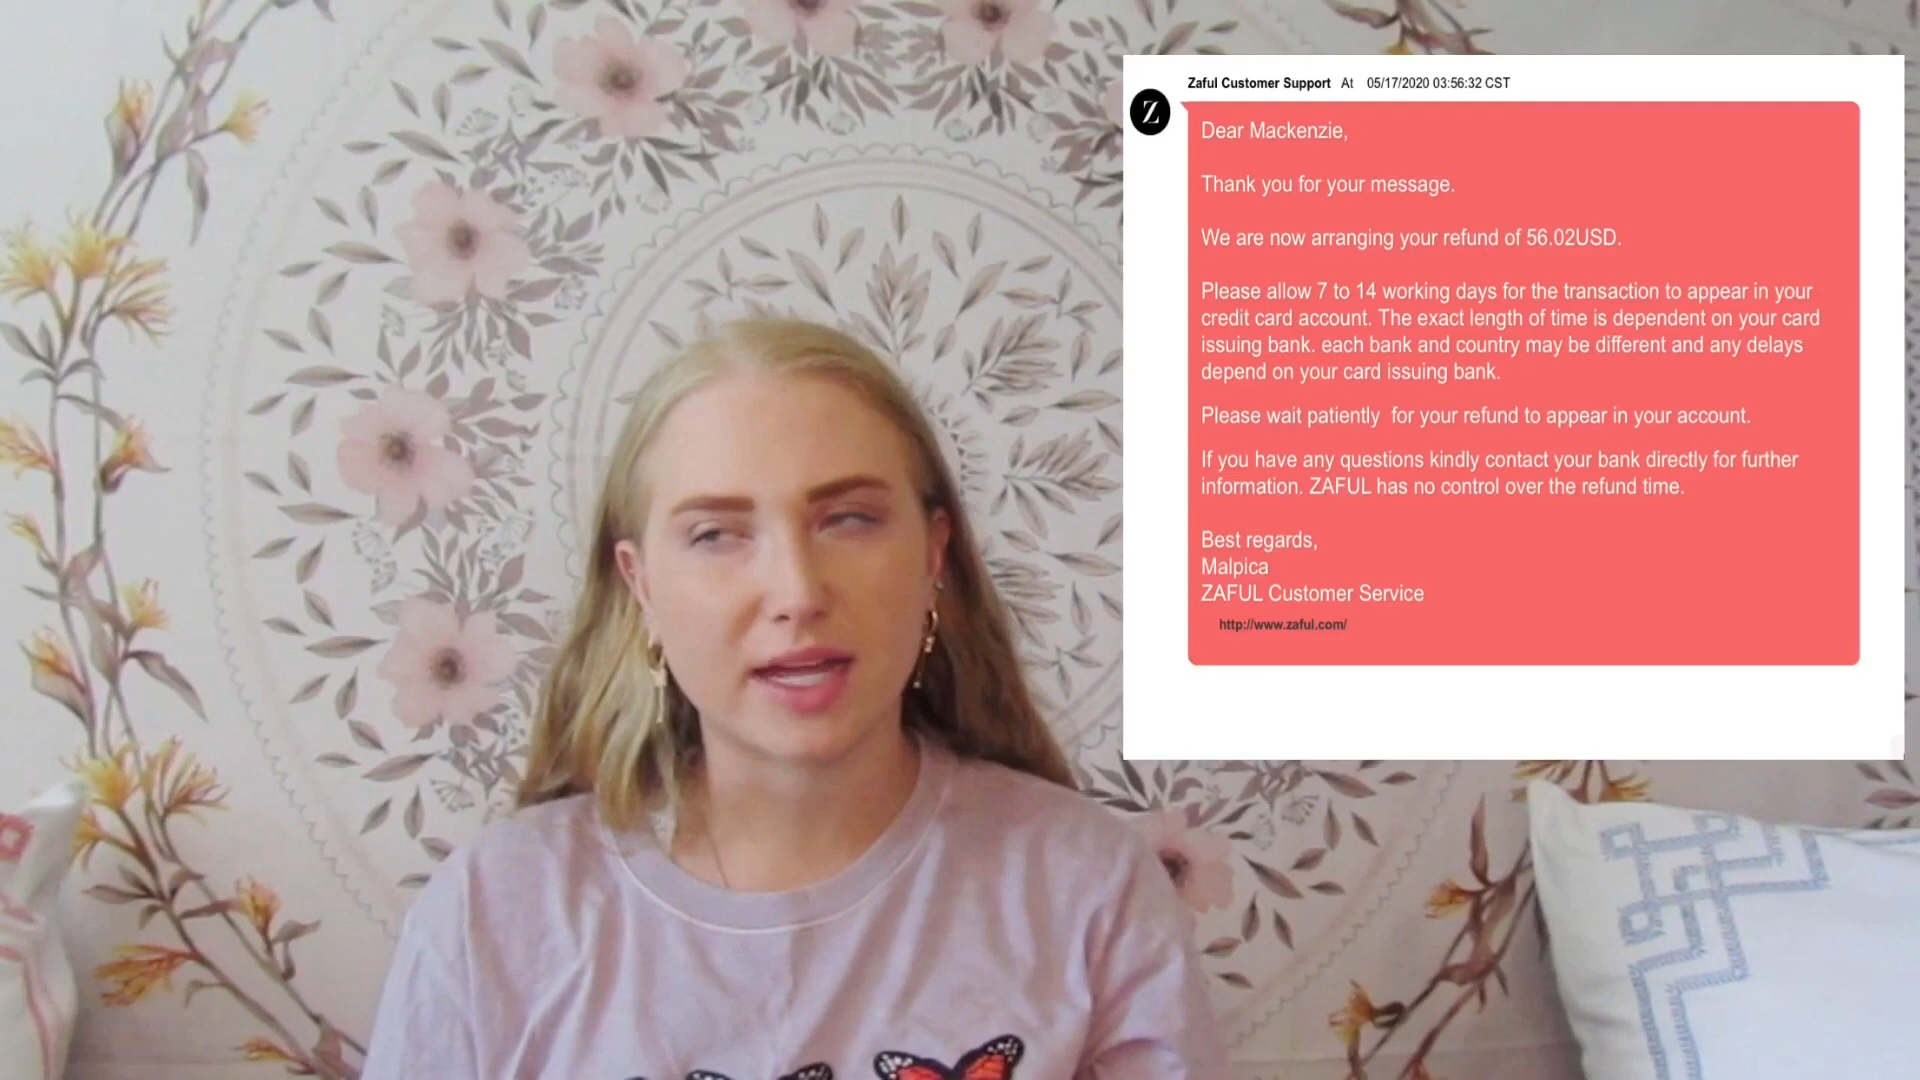 Zaful Customer Support At 05/17/2020 03:56:32 CST
Z
Dear Mackenzie,
Thank you for your message.
We are now arranging your refund of 56.02USD.
Please allow 7 to 14 working days for the transaction to appear in your
credit card account. The exact length of time is dependent on your card
issuing bank. each bank and country may be different and any delays
depend on your card issuing bank.
Please wait patiently for your refund to appear in your account.
If you have any questions kindly contact your bank directly for further
information. ZAFUL has no control over the refund time.
Best regards,
Malpica
ZAFUL Customer Service
http://www.zaful.com/